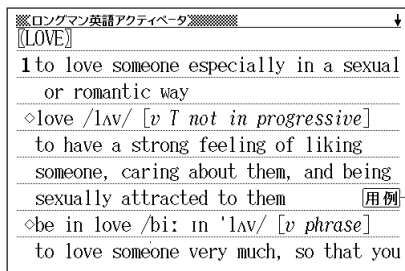 ロングマン英語アクティベータ
〖LOVE〗
1 to love someone especially in a sexual
or romantic way
◇love /lʌv/ [v T not in progressive]
to have a strong feeling of liking
someone, caring about them, and being
sexually attracted to them 用例
◇be in love /biː ɪn 'lʌv/ [v phrase]
to love someone very much, so that you